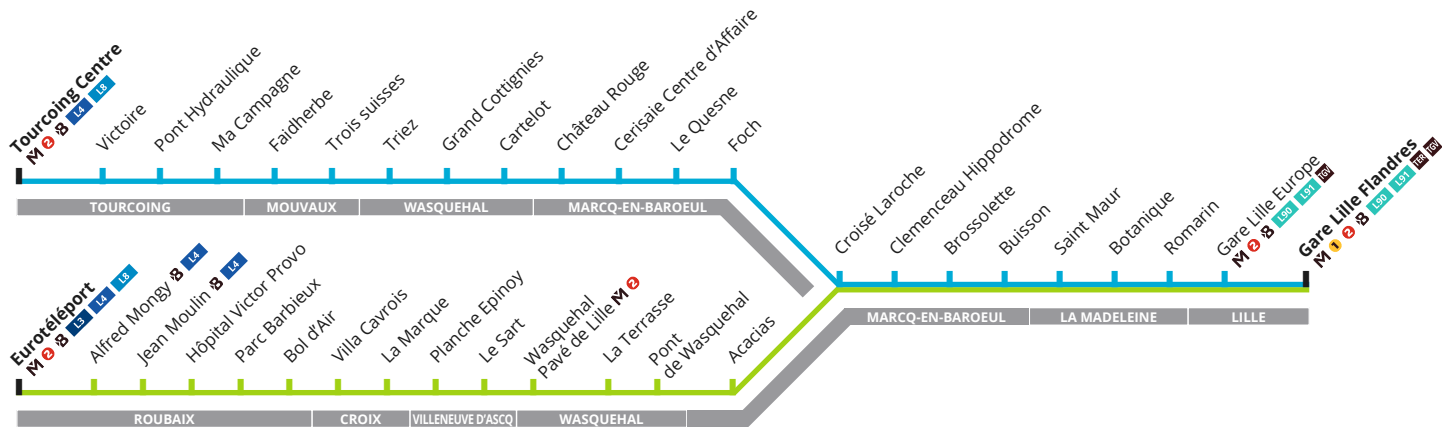 Tourcoing Centre
M 2 8 L4 L8
Victoire
Pont Hydraulique
Ma Campagne
Faidherbe
Trois suisses
Triez
Grand Cottignies
Cartelot
Château Rouge
Cerisaie Centre d'Affaire
Le Quesne
Foch
TOURCOING
MOUVAUX
WASQUEHAL
MARCQ-EN-BAROEUL
Croisé Laroche
Clemenceau Hippodrome
Brossolette
Buisson
Saint Maur
Botanique
Romarin
Gare Lille Europe
M 2 8 L90 L91 TGV
Gare Lille Flandres
M 1 2 8 L90 L91 TER TGV
MARCQ-EN-BAROEUL
LA MADELEINE
LILLE
Eurotéléport
M 2 8 L3 L4 L8
Alfred Mongy 8 L4
Jean Moulin 8 L4
Hôpital Victor Provo
Parc Barbieux
Bol d'Air
Villa Cavrois
La Marque
Planche Epinoy
Le Sart
Wasquehal
Pavé de Lille M 2
La Terrasse
Pont
de Wasquehal
Acacias
ROUBAIX
CROIX
VILLENEUVE D'ASCQ
WASQUEHAL